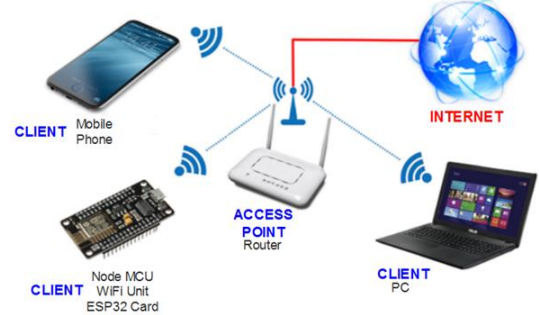 INTERNET
CLIENT Mobile
Phone
ACCESS
POINT
Router
CLIENT
PC
Node MCU
CLIENT WiFi Unit
ESP32 Card